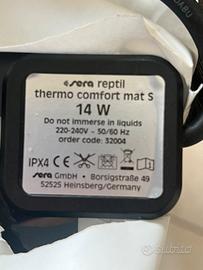 sera reptil
thermo comfort mat S
14 W
Do not immerse in liquids
220-240V ~ 50/60 Hz
order code: 32004
IPX4
sera GmbH • Borsigstraße 49
52525 Heinsberg/Germany
Subito